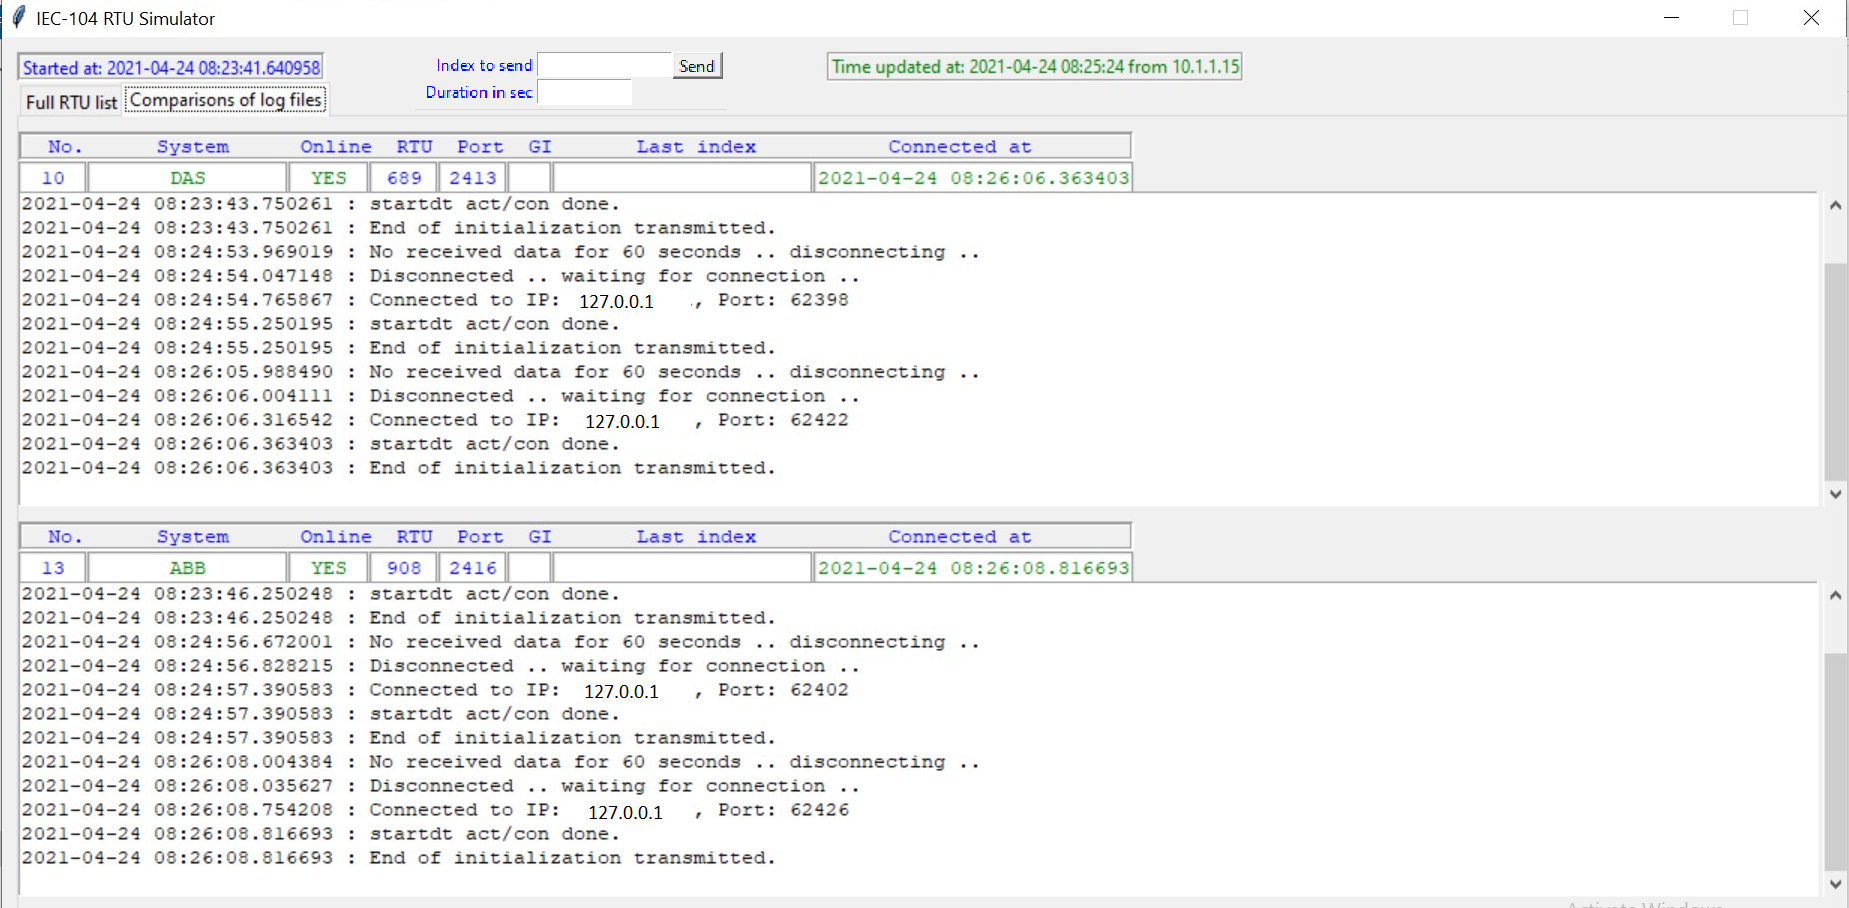 IEC-104 RTU Simulator
Started at: 2021-04-24 08:23:41.640958
Index to send
Send
Time updated at: 2021-04-24 08:25:24 from 10.1.1.15
Duration in sec
Full RTU list
Comparisons of log files
No. System Online RTU Port GI Last index Connected at
10 DAS YES 689 2413 2021-04-24 08:26:06.363403
2021-04-24 08:23:43.750261 : startdt act/con done.
2021-04-24 08:23:43.750261 : End of initialization transmitted.
2021-04-24 08:24:53.969019 : No received data for 60 seconds .. disconnecting ..
2021-04-24 08:24:54.047148 : Disconnected .. waiting for connection ..
2021-04-24 08:24:54.765867 : Connected to IP: 127.0.0.1 , Port: 62398
2021-04-24 08:24:55.250195 : startdt act/con done.
2021-04-24 08:24:55.250195 : End of initialization transmitted.
2021-04-24 08:26:05.988490 : No received data for 60 seconds .. disconnecting ..
2021-04-24 08:26:06.004111 : Disconnected .. waiting for connection ..
2021-04-24 08:26:06.316542 : Connected to IP: 127.0.0.1 , Port: 62422
2021-04-24 08:26:06.363403 : startdt act/con done.
2021-04-24 08:26:06.363403 : End of initialization transmitted.
No. System Online RTU Port GI Last index Connected at
13 ABB YES 908 2416 2021-04-24 08:26:08.816693
2021-04-24 08:23:46.250248 : startdt act/con done.
2021-04-24 08:23:46.250248 : End of initialization transmitted.
2021-04-24 08:24:56.672001 : No received data for 60 seconds .. disconnecting ..
2021-04-24 08:24:56.828215 : Disconnected .. waiting for connection ..
2021-04-24 08:24:57.390583 : Connected to IP: 127.0.0.1 , Port: 62402
2021-04-24 08:24:57.390583 : startdt act/con done.
2021-04-24 08:24:57.390583 : End of initialization transmitted.
2021-04-24 08:26:08.004384 : No received data for 60 seconds .. disconnecting ..
2021-04-24 08:26:08.035627 : Disconnected .. waiting for connection ..
2021-04-24 08:26:08.754208 : Connected to IP: 127.0.0.1 , Port: 62426
2021-04-24 08:26:08.816693 : startdt act/con done.
2021-04-24 08:26:08.816693 : End of initialization transmitted.